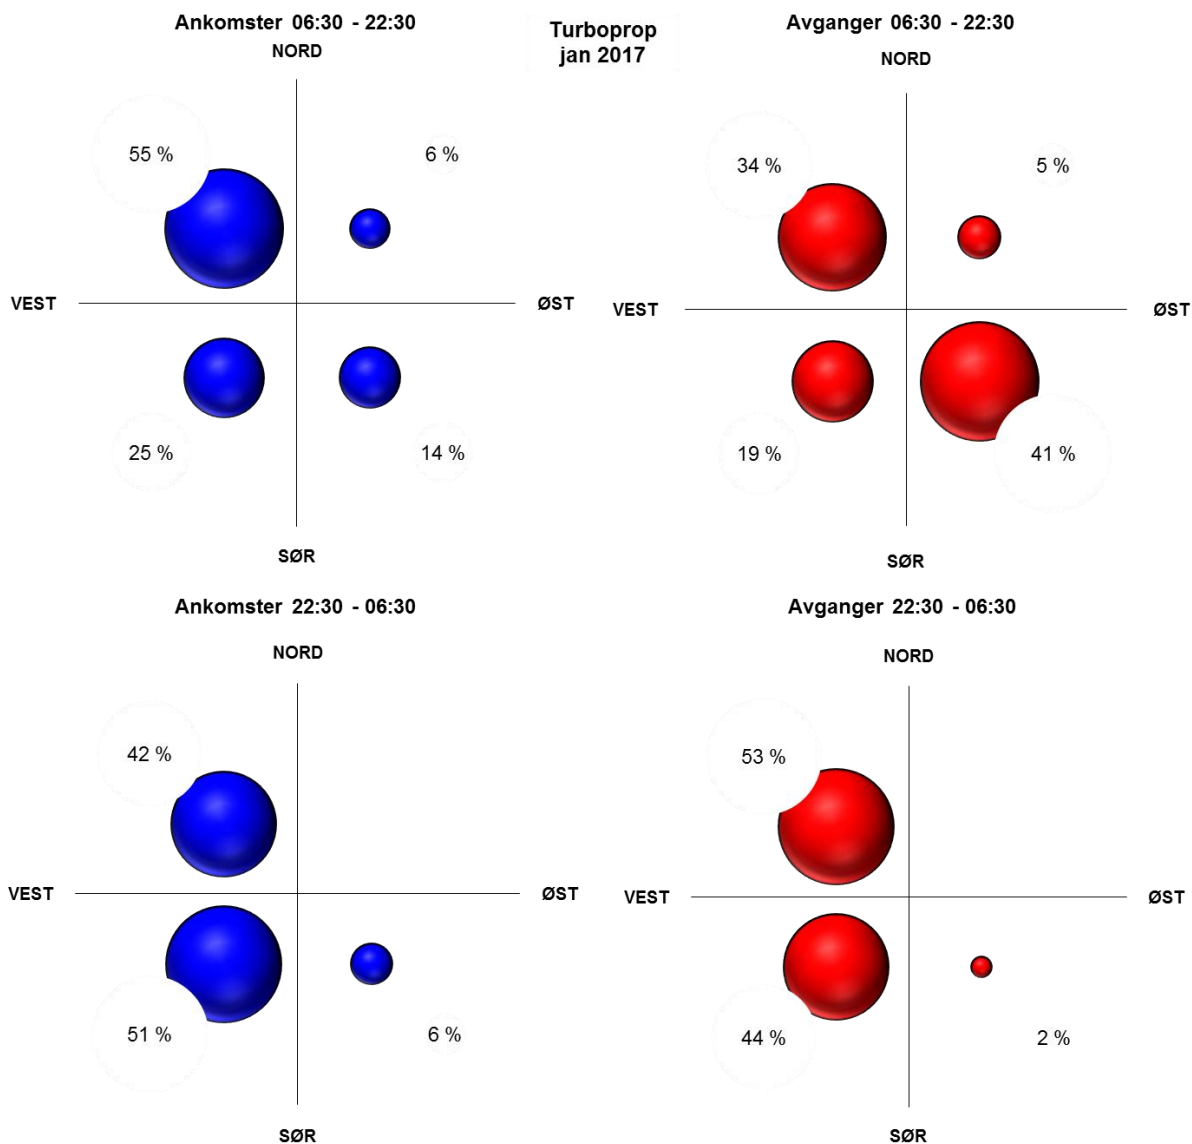 Ankomster 06:30 - 22:30
NORD
55 %
6 %
VEST
ØST
25 %
14 %
SØR
Turboprop
jan 2017
Avganger 06:30 - 22:30
NORD
34 %
5 %
VEST
ØST
19 %
41 %
SØR
Ankomster 22:30 - 06:30
NORD
42 %
VEST
ØST
51 %
6 %
SØR
Avganger 22:30 - 06:30
NORD
53 %
VEST
ØST
44 %
2 %
SØR